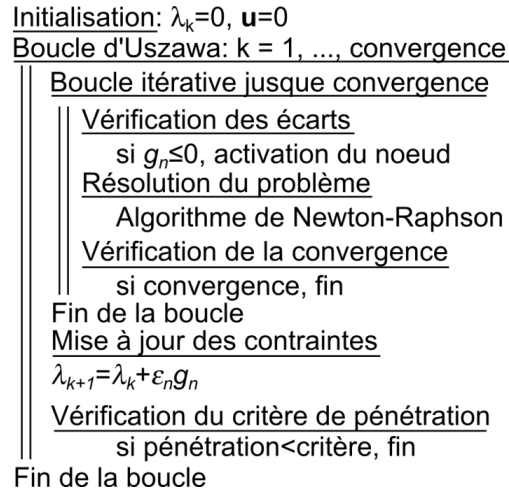 Initialisation: λk=0, u=0
Boucle d'Uszawa: k = 1, ..., convergence
Boucle itérative jusque convergence
Vérification des écarts
si gn≤0, activation du noeud
Résolution du problème
Algorithme de Newton-Raphson
Vérification de la convergence
si convergence, fin
Fin de la boucle
Mise à jour des contraintes
λk+1=λk+εngn
Vérification du critère de pénétration
si pénétration<critère, fin
Fin de la boucle